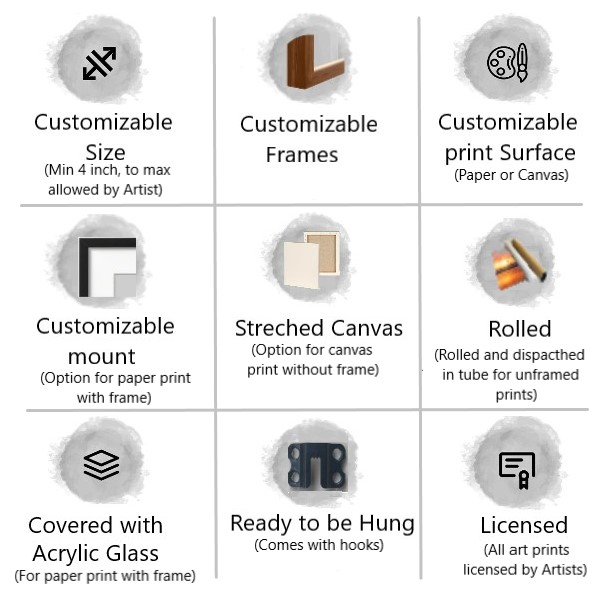 Customizable
Size
(Min 4 inch, to max
allowed by Artist)
Customizable
Frames
Customizable
print Surface
(Paper or Canvas)
Customizable
mount
(Option for paper print
with frame)
Streched Canvas
(Option for canvas
print without frame)
Rolled
(Rolled and dispacthed
in tube for unframed
prints)
Covered with
Acrylic Glass
(For paper print with frame)
Ready to be Hung
(Comes with hooks)
Licensed
(All art prints
licensed by Artists)